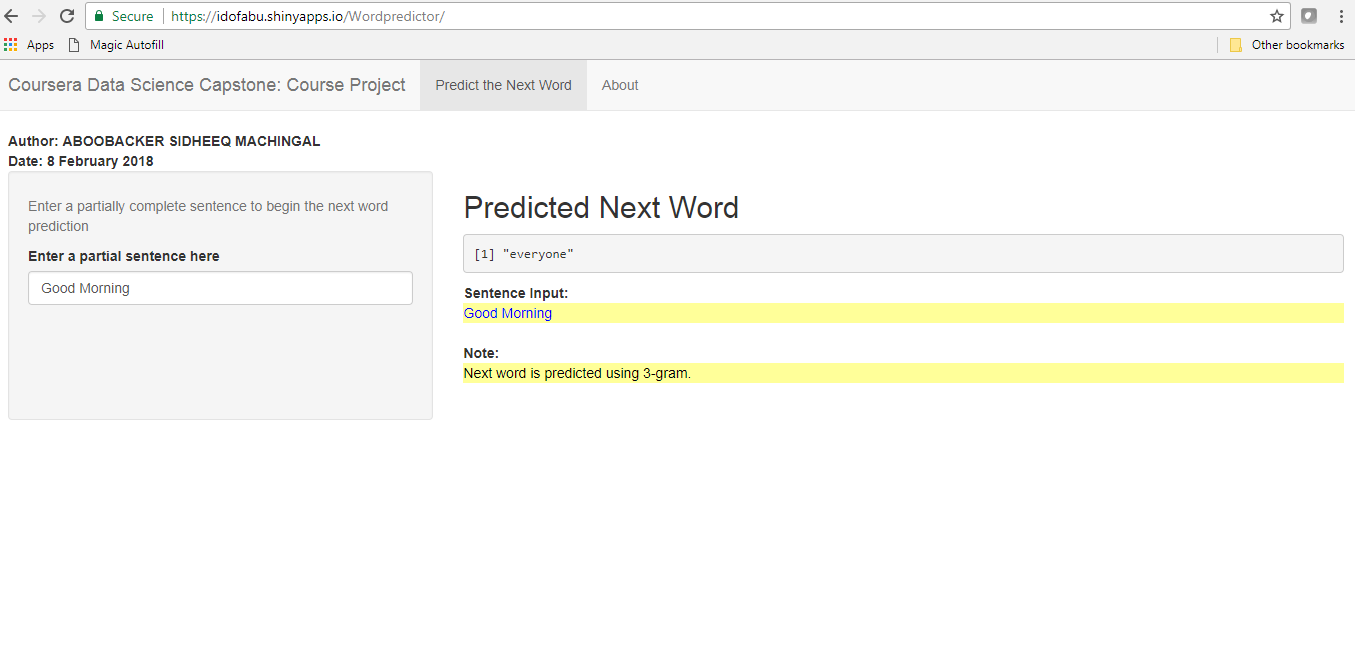 Secure https://idofabu.shinyapps.io/Wordpredictor/
Apps Magic Autofill Other bookmarks
Coursera Data Science Capstone: Course Project Predict the Next Word About
Author: ABOOBACKER SIDHEEQ MACHINGAL
Date: 8 February 2018
Enter a partially complete sentence to begin the next word
prediction
Enter a partial sentence here
Good Morning
Predicted Next Word
[1] "everyone"
Sentence Input:
Good Morning
Note:
Next word is predicted using 3-gram.